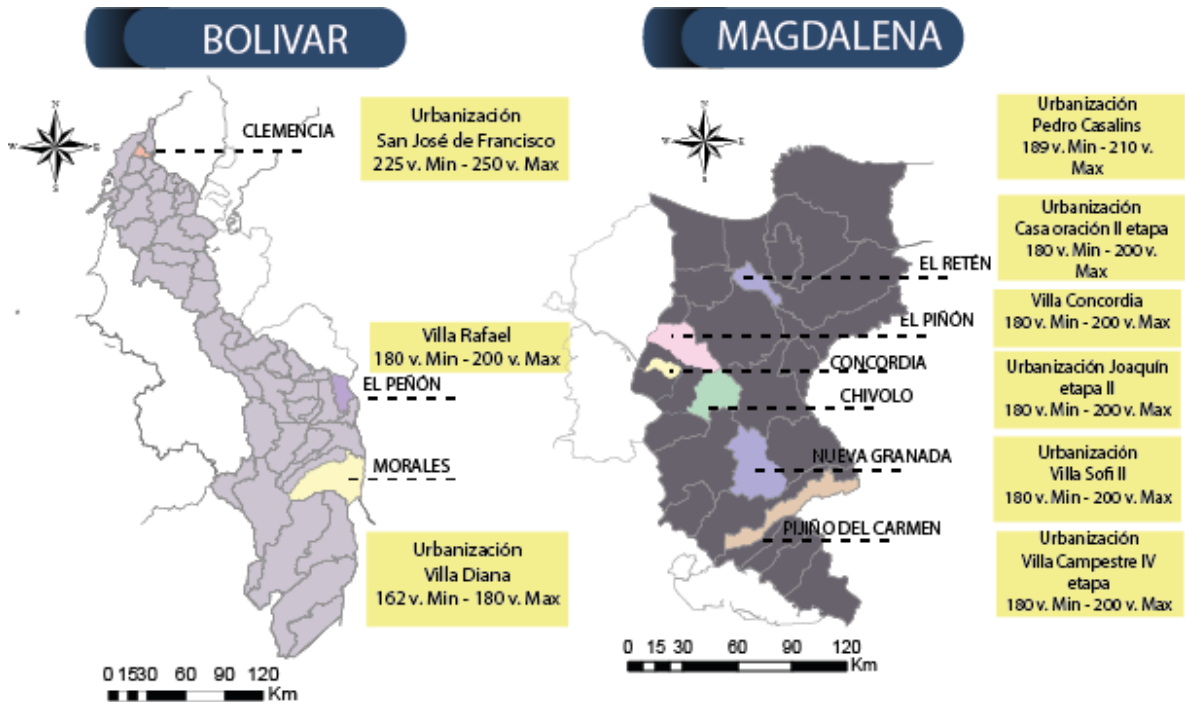 BOLIVAR
N
W
E
S
CLEMENCIA
Urbanización
San José de Francisco
225 v. Min - 250 v. Max
Villa Rafael
180 v. Min - 200 v. Max
EL PEÑÓN
MORALES
Urbanización
Villa Diana
162 v. Min - 180 v. Max
0 15 30 60 90 120
Km
MAGDALENA
N
W
E
S
Urbanización
Pedro Casalins
189 v. Min - 210 v.
Max
Urbanización
Casa oración II etapa
180 v. Min - 200 v.
Max
EL RETÉN
Villa Concordia
180 v. Min - 200 v. Max
EL PIÑÓN
CONCORDIA
Urbanización Joaquín
etapa II
180 v. Min - 200 v. Max
CHIVOLO
Urbanización
Villa Sofi II
180 v. Min - 200 v. Max
NUEVA GRANADA
PIJIÑO DEL CARMEN
Urbanización
Villa Campestre IV
etapa
180 v. Min - 200 v. Max
0 15 30 60 90 120
Km